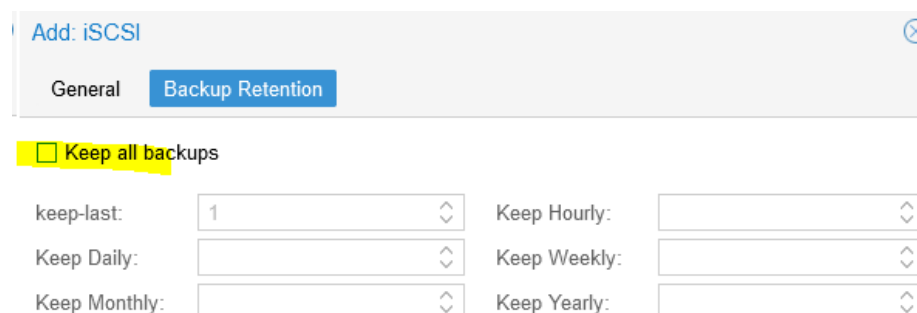 Add: iSCSI
General Backup Retention
Keep all backups
keep-last: 1 Keep Hourly:
Keep Daily: Keep Weekly:
Keep Monthly: Keep Yearly: